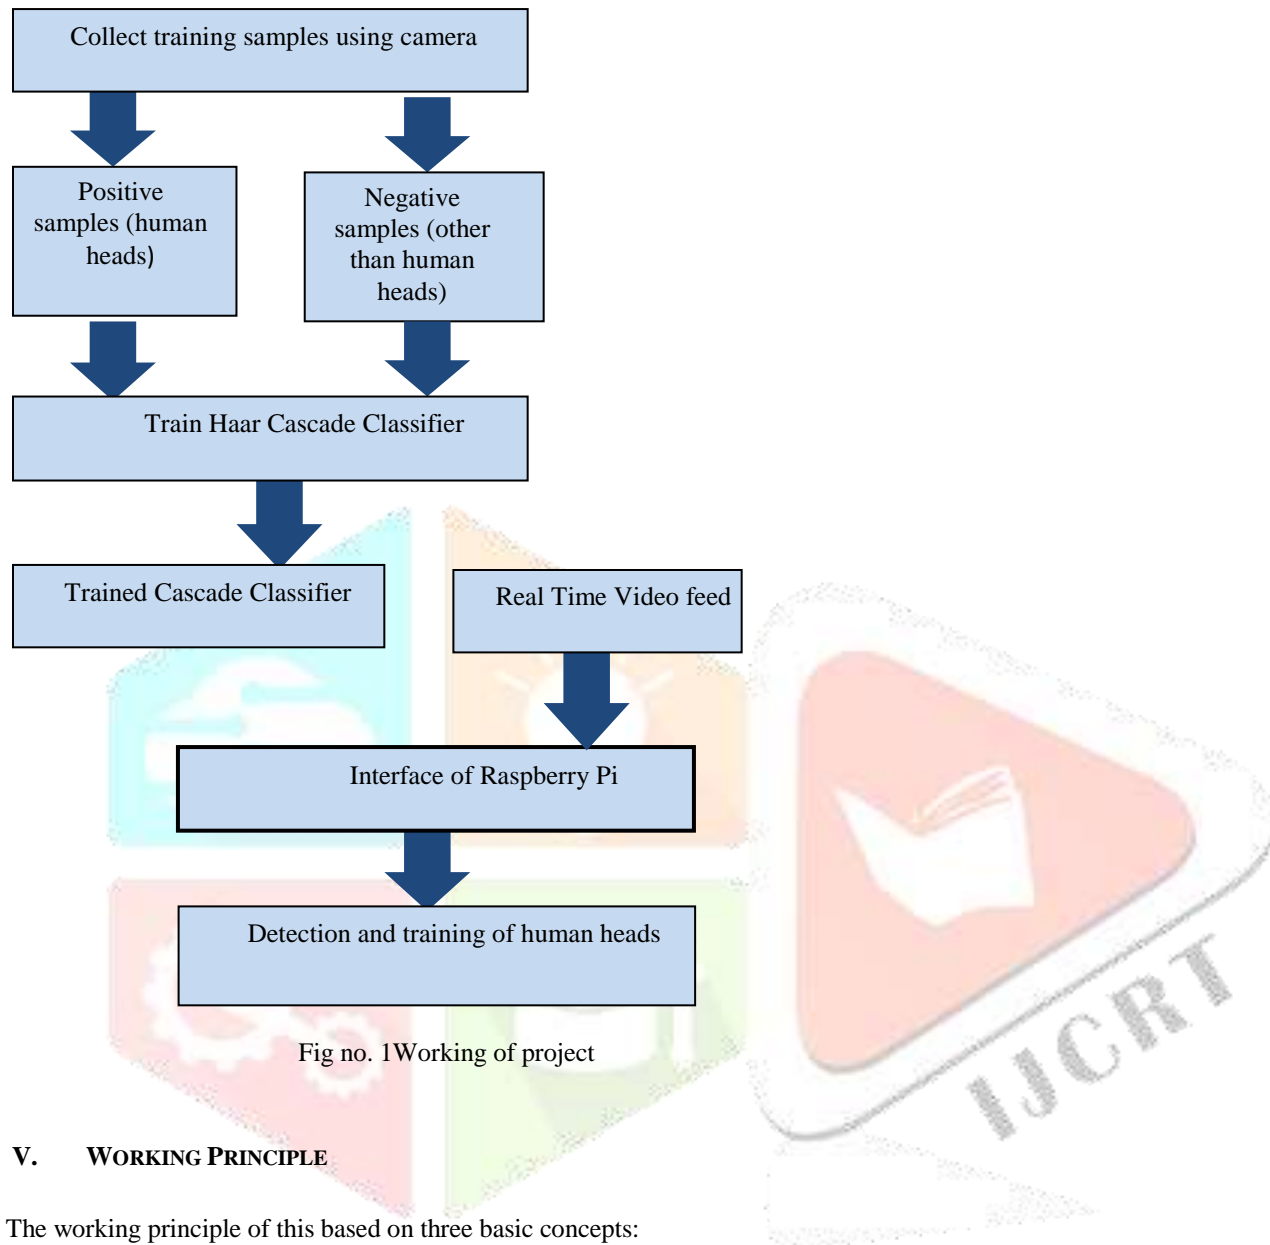 Collect training samples using camera
Positive
samples (human
heads)
Negative
samples (other
than human
heads)
Train Haar Cascade Classifier
Trained Cascade Classifier
Real Time Video feed
Interface of Raspberry Pi
Detection and training of human heads
Fig no. 1Working of project
IJCRT
V. WORKING PRINCIPLE
The working principle of this based on three basic concepts: